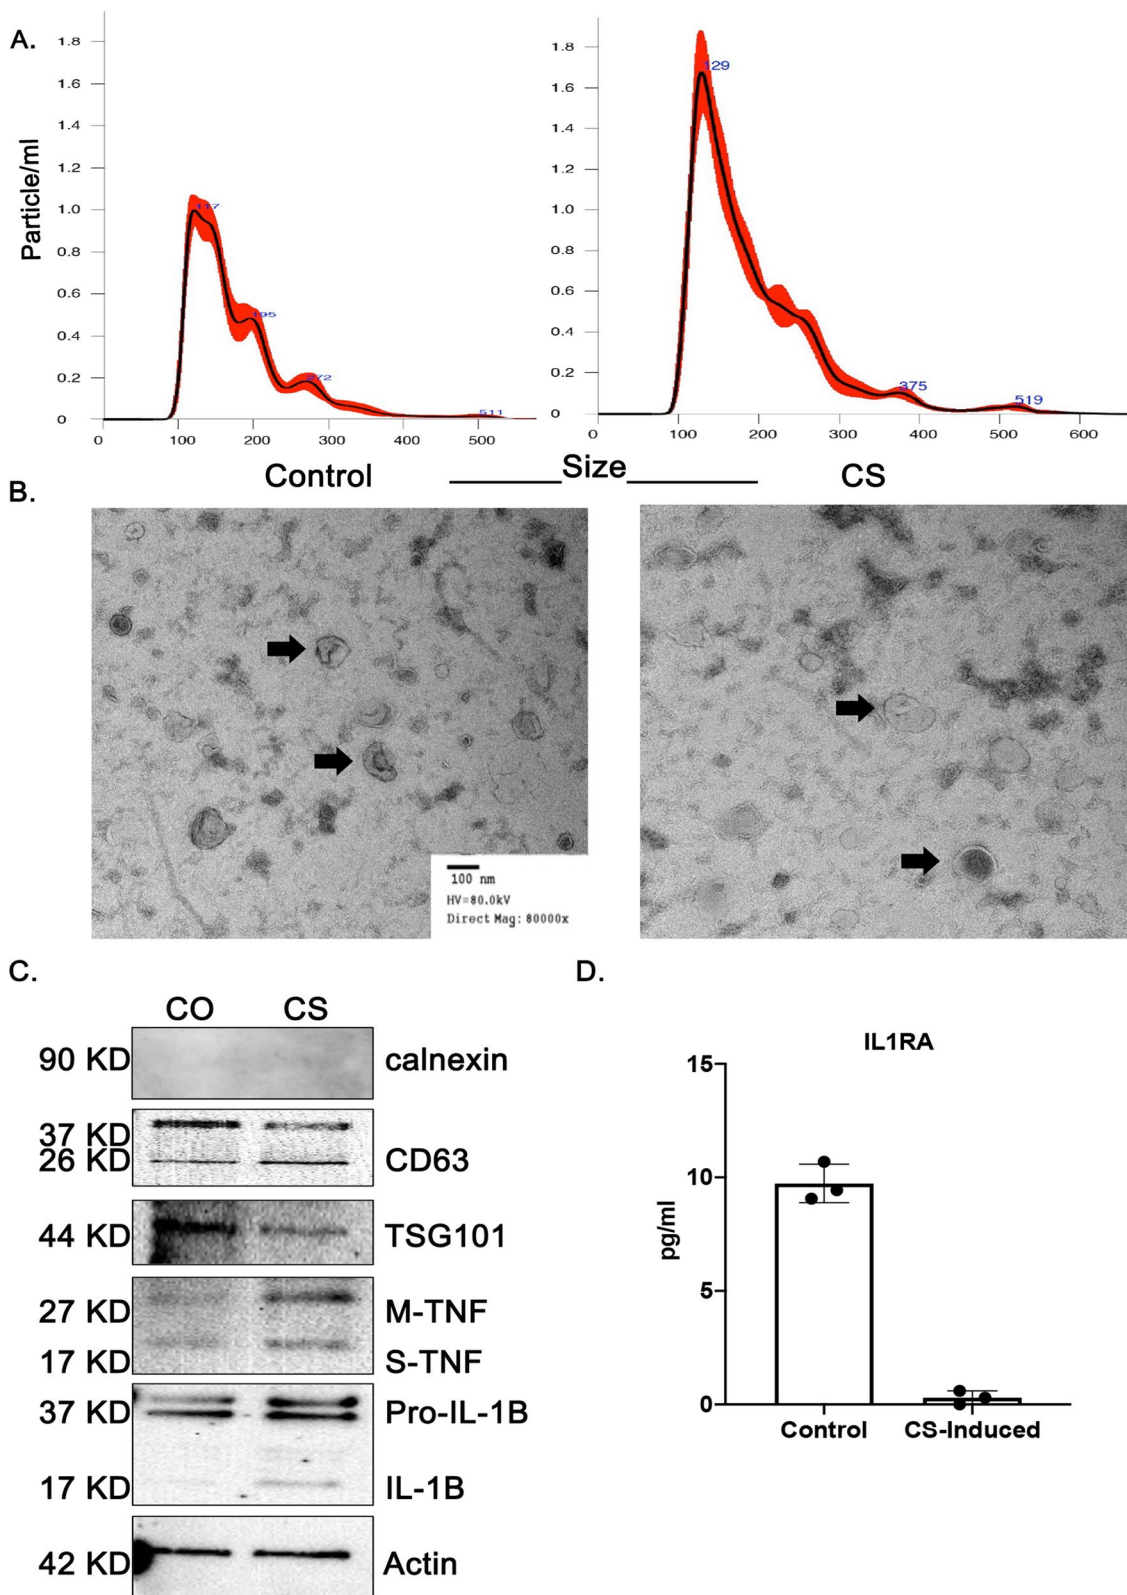 A.
Particle/ml
1.8
1.6
1.4
1.2
1.0
0.8
0.6
0.4
0.2
0
117
195
272
511
0 100 200 300 400 500
1.8
1.6
1.4
1.2
1.0
0.8
0.6
0.4
0.2
0
129
375
519
0 100 200 300 400 500 600
Control Size CS
B.
100 nm
HV=80.0kV
Direct Mag: 80000x
C.
CO CS
90 KD calnexin
37 KD
26 KD CD63
44 KD TSG101
27 KD M-TNF
17 KD S-TNF
37 KD Pro-IL-1B
17 KD IL-1B
42 KD Actin
D.
IL1RA
pg/ml
15
10
5
0
Control CS-Induced